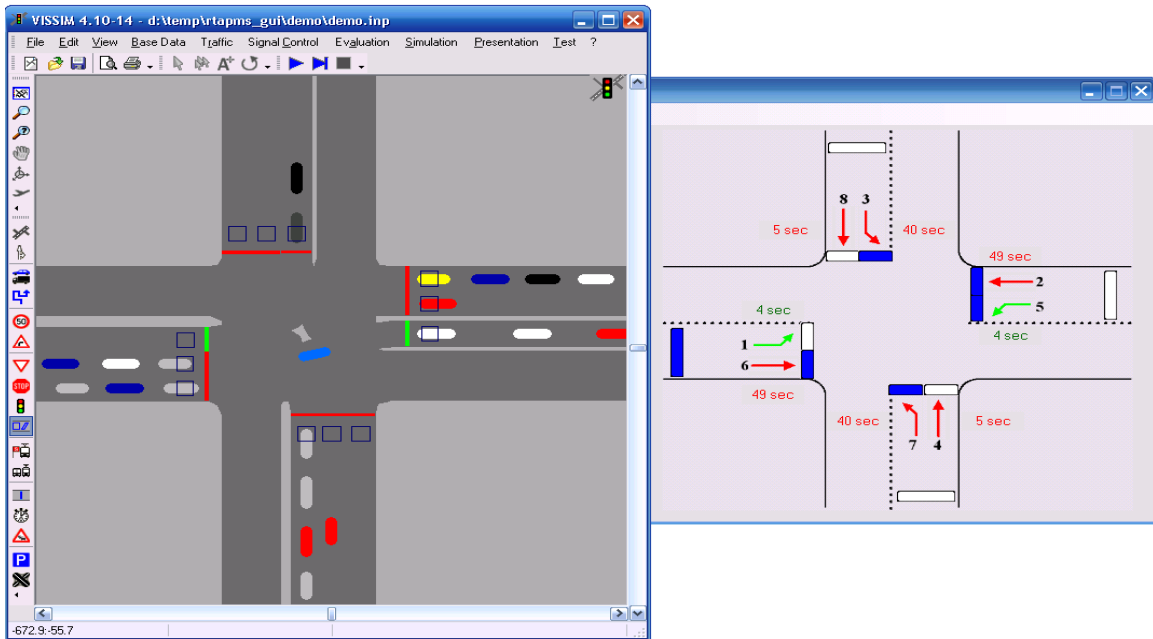 VISSIM 4.10-14 - d:\temp\rtapms_gui\demo\demo.inp
File Edit View Base Data Traffic Signal Control Evaluation Simulation Presentation Test ?
50
STOP
P
-672.9:-55.7
8 3
5 sec 40 sec
49 sec
2
4 sec 5
1 4 sec
6
49 sec
40 sec 5 sec
7 4